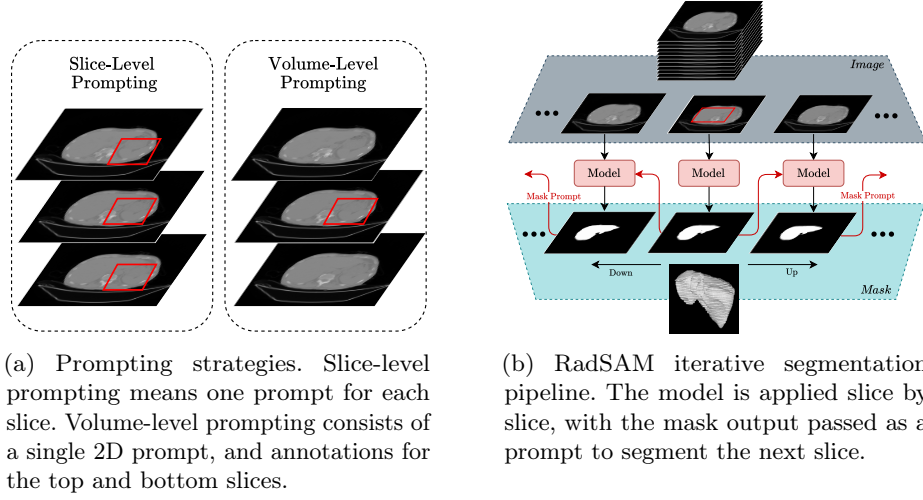 Slice-Level
Prompting
Volume-Level
Prompting
Image
Model
Model
Model
Mask Prompt
Mask Prompt
Down
Up
Mask
(a) Prompting strategies. Slice-level
prompting means one prompt for each
slice. Volume-level prompting consists of
a single 2D prompt, and annotations for
the top and bottom slices.
(b) RadSAM iterative segmentation
pipeline. The model is applied slice by
slice, with the mask output passed as a
prompt to segment the next slice.